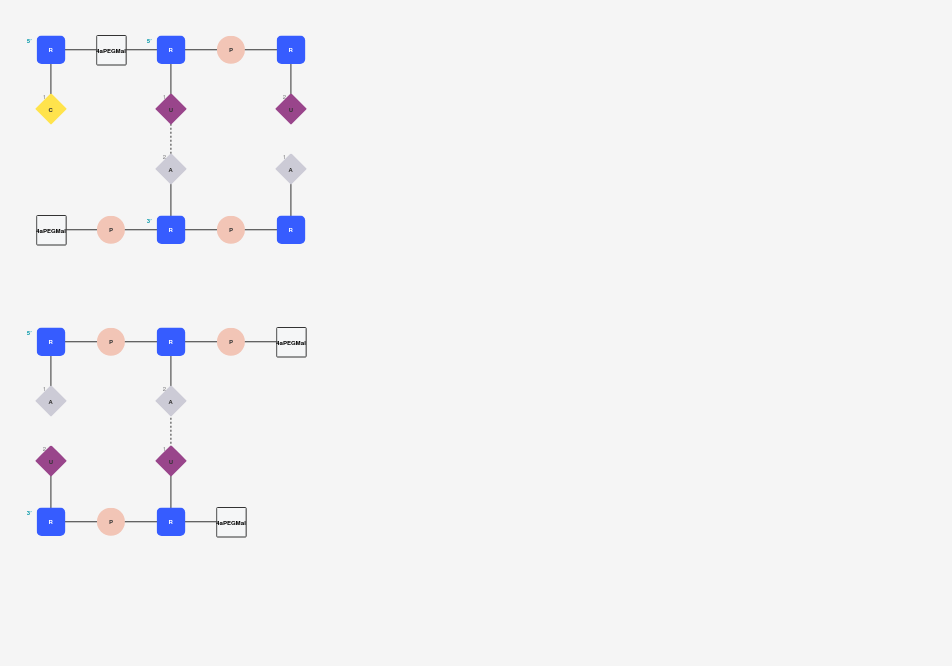 5' R 4aPEGMal 5' R P R
1 C 1 U 2 U
2 A 1 A
4aPEGMal P 3' R P R
5' R P R P 4aPEGMal
1 A 2 A
2 U 1 U
3' R P R 4aPEGMal